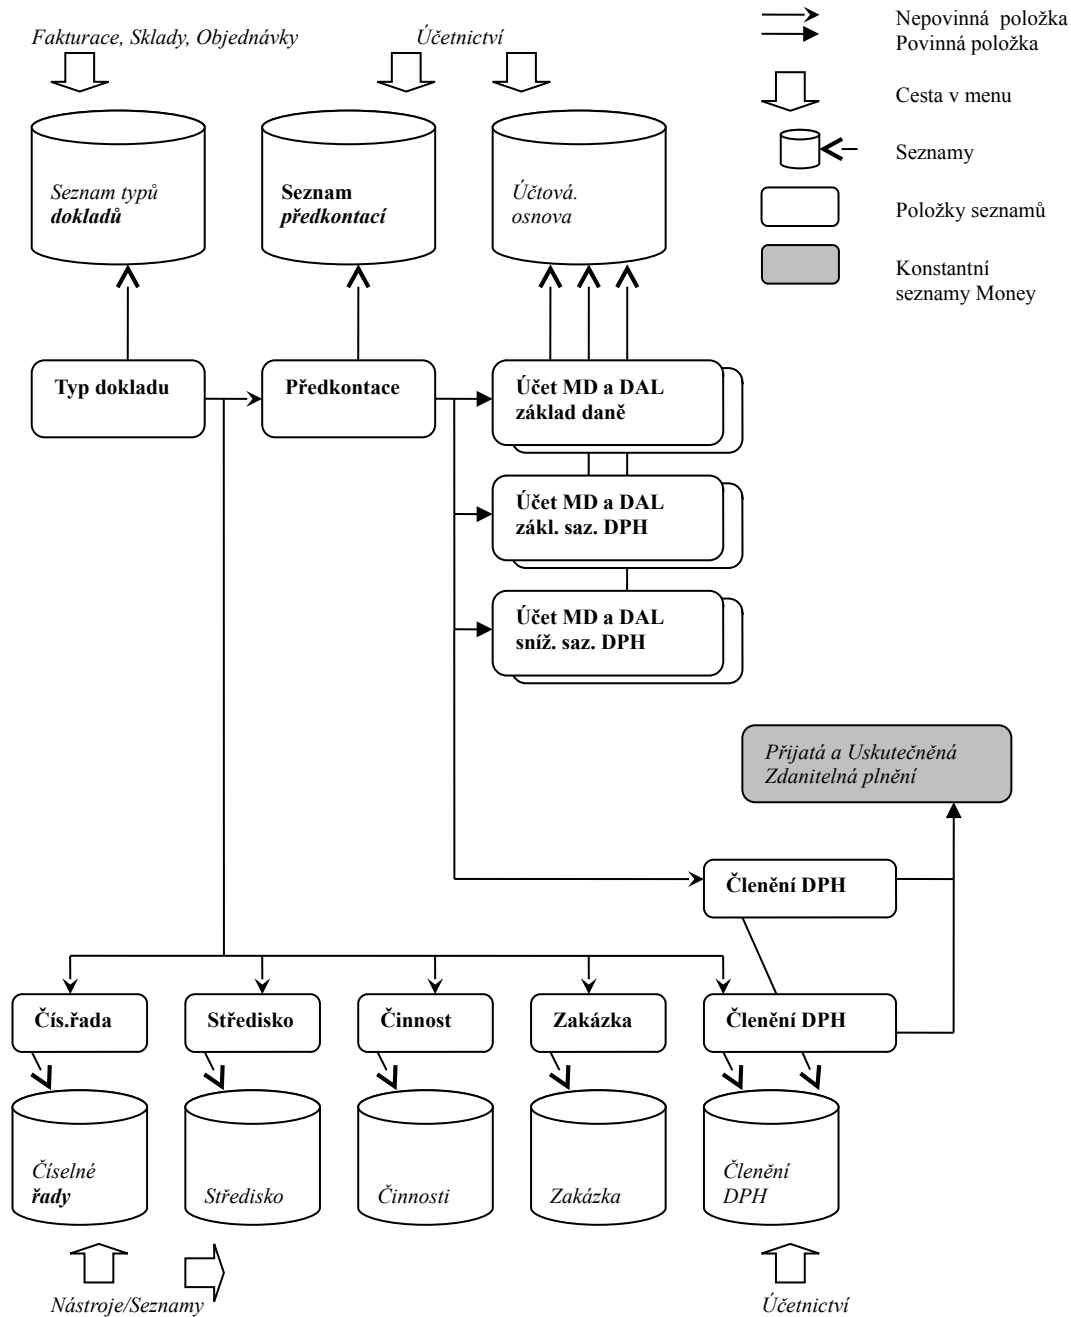 Fakturace, Sklady, Objednávky
Účetnictví
Nepovinná položka
Povinná položka
Cesta v menu
Seznamy
Položky seznamů
Konstantní
seznamy Money
Seznam typů
dokladů
Seznam
předkontací
Účtová.
osnova
Typ dokladu
Předkontace
Účet MD a DAL
základ daně
Účet MD a DAL
zákl. saz. DPH
Účet MD a DAL
sníž. saz. DPH
Přijatá a Uskutečněná
Zdanitelná plnění
Členění DPH
Čís.řada
Středisko
Činnost
Zakázka
Členění DPH
Číselné
řady
Středisko
Činnosti
Zakázka
Členění
DPH
Nástroje/Seznamy
Účetnictví